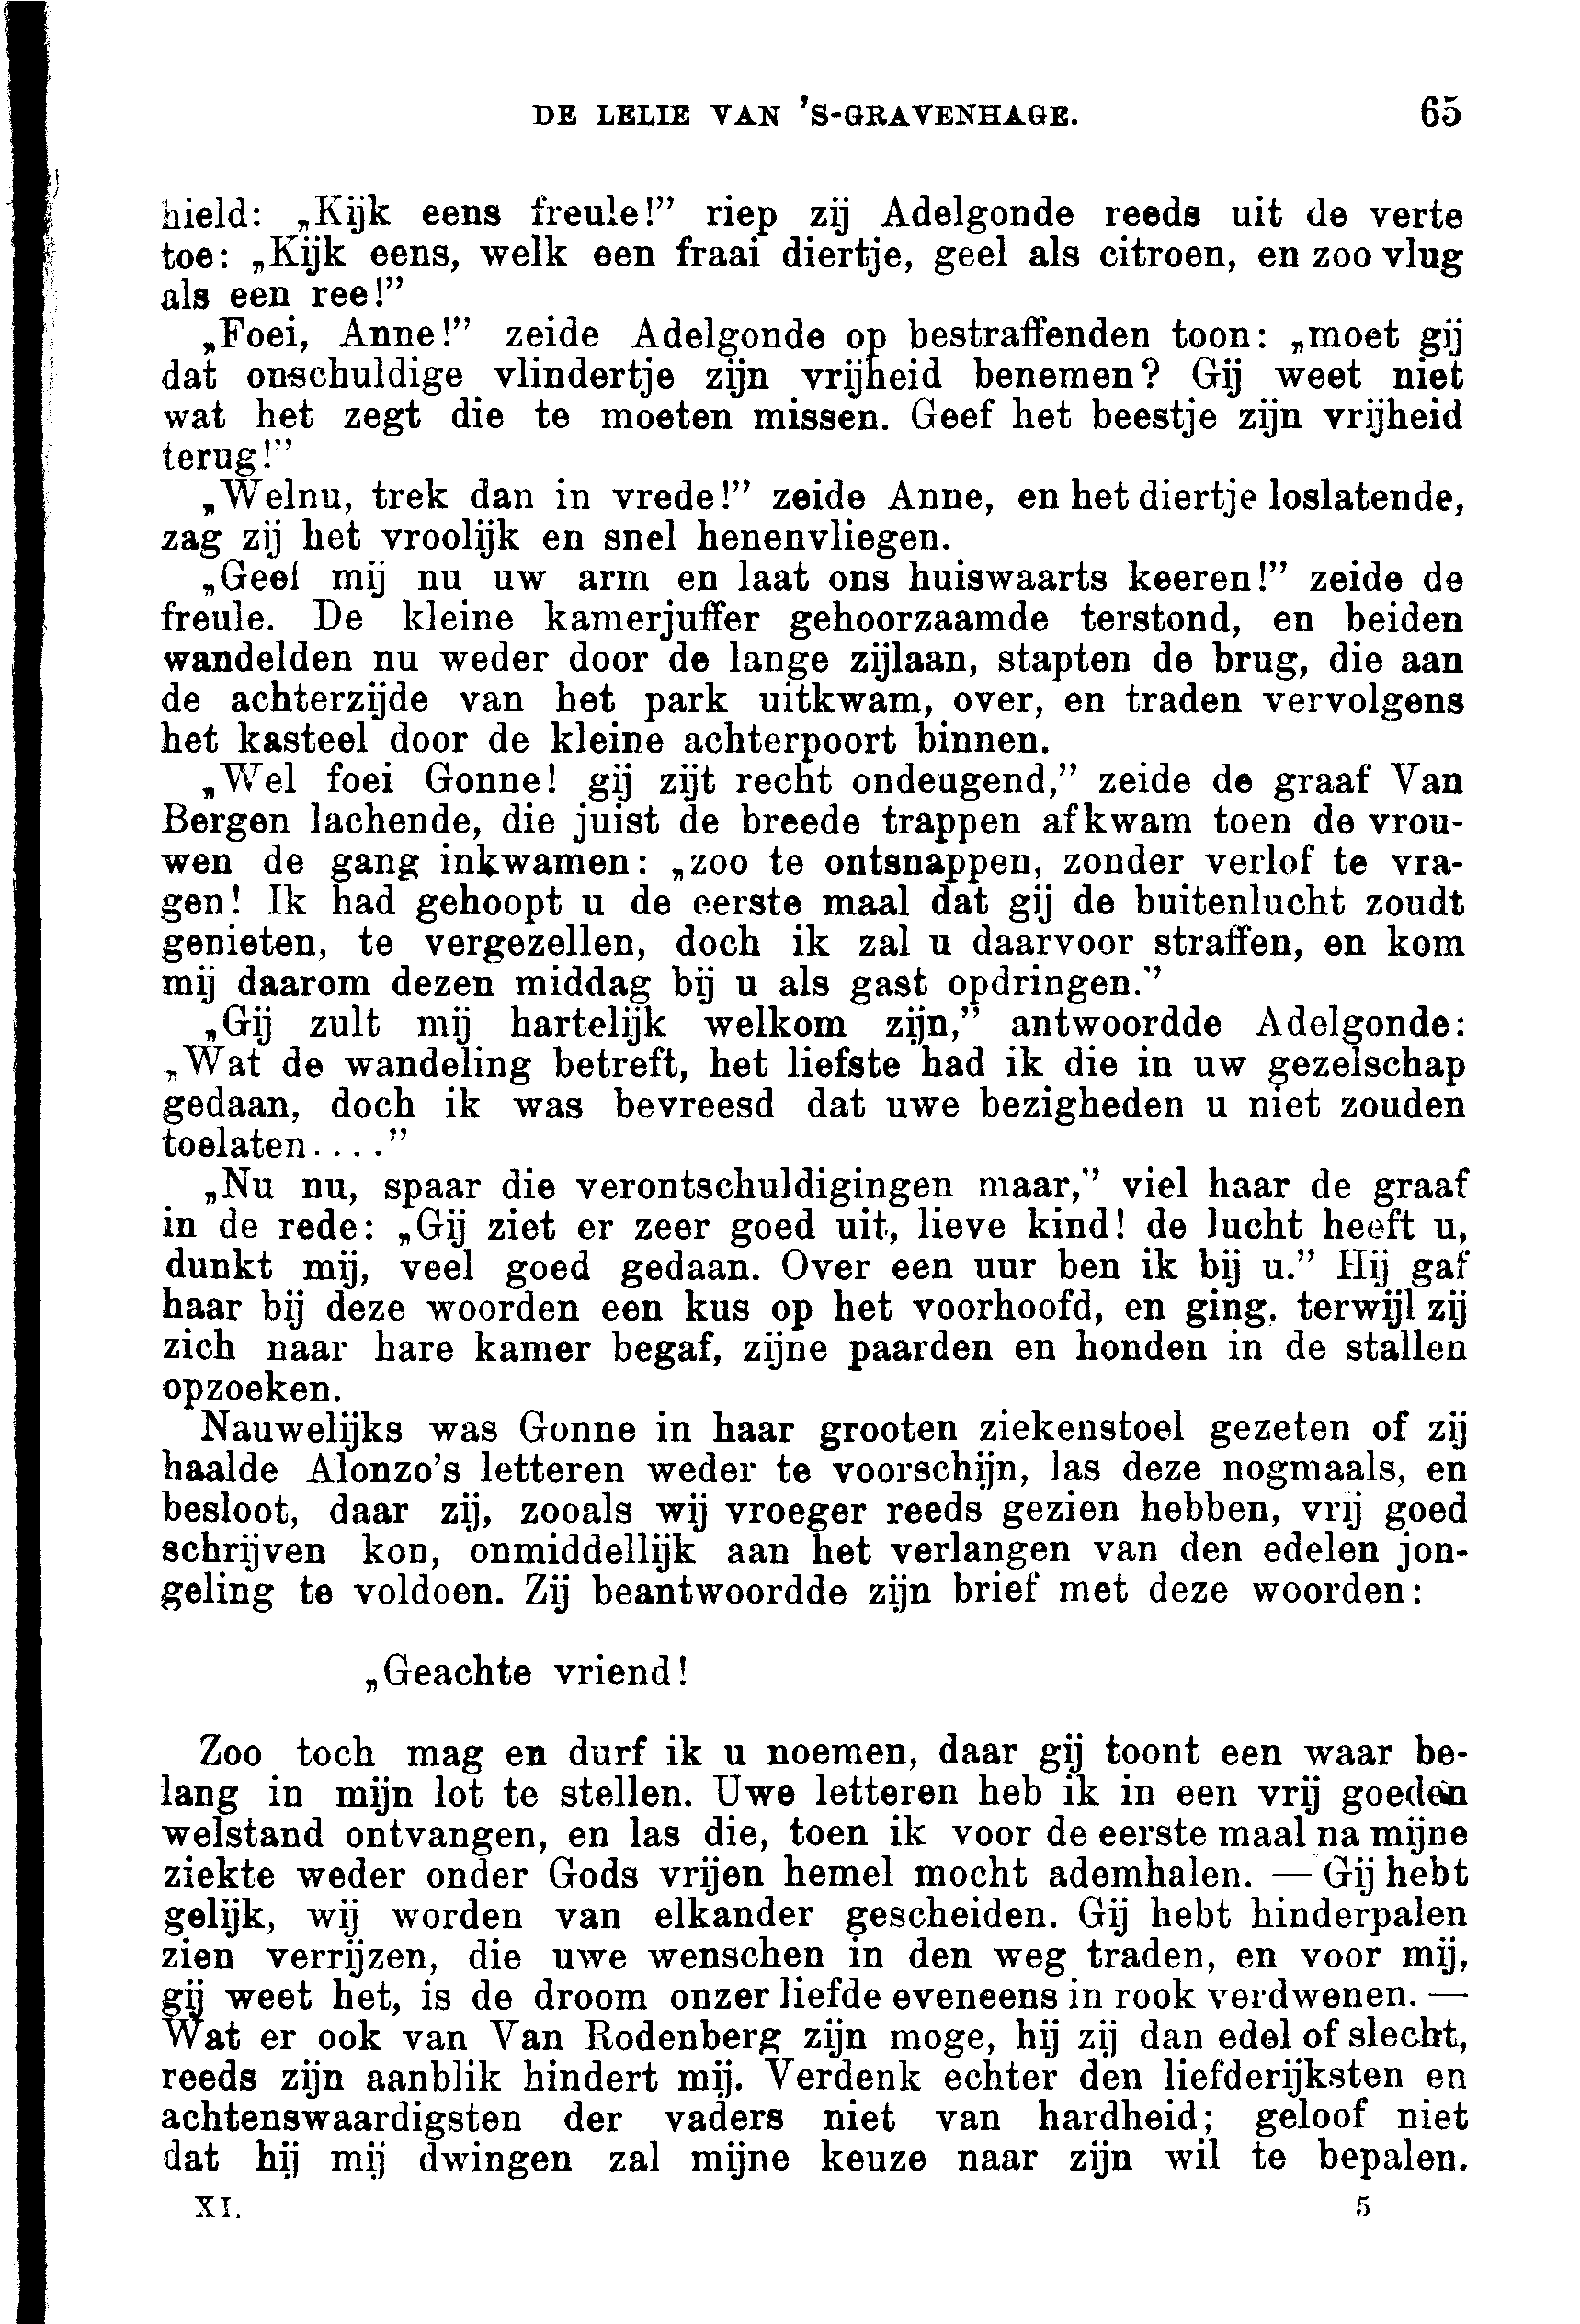 DE LELIE VAN 'S-GRAVENHAGE. 65
hield: „Kijk eens freule!” riep zij Adelgonde reeds uit de verte
toe: „Kijk eens, welk een fraai diertje, geel als citroen, en zoo vlug
als een ree!”
„Foei, Anne!” zeide Adelgonde op bestraffenden toon: „moet gij
dat onschuldige vlindertje zijn vrijheid benemen? Gij weet niet
wat het zegt die te moeten missen. Geef het beestje zijn vrijheid
terug!”
„Welnu, trek dan in vrede!” zeide Anne, en het diertje loslatende,
zag zij het vroolijk en snel henenvliegen.
„Geef mij nu uw arm en laat ons huiswaarts keeren!” zeide de
freule. De kleine kamerjuffer gehoorzaamde terstond, en beiden
wandelden nu weder door de lange zijlaan, stapten de brug, die aan
de achterzijde van het park uitkwam, over, en traden vervolgens
het kasteel door de kleine achterpoort binnen.
„Wel foei Gonne! gij zijt recht ondeugend,” zeide de graaf Van
Bergen lachende, die juist de breede trappen afkwam toen de vrou-
wen de gang inkwamen: „zoo te ontsnappen, zonder verlof te vra-
gen! Ik had gehoopt u de eerste maal dat gij de buitenlucht zoudt
genieten, te vergezellen, doch ik zal u daarvoor straffen, en kom
mij daarom dezen middag bij u als gast opdringen.”
„Gij zult mij hartelijk welkom zijn,” antwoordde Adelgonde:
„Wat de wandeling betreft, het liefste had ik die in uw gezelschap
gedaan, doch ik was bevreesd dat uwe bezigheden u niet zouden
toelaten....”
„Nu nu, spaar die verontschuldigingen maar,” viel haar de graaf
in de rede: „Gij ziet er zeer goed uit, lieve kind! de lucht heeft u,
dunkt mij, veel goed gedaan. Over een uur ben ik bij u.” Hij gaf
haar bij deze woorden een kus op het voorhoofd, en ging, terwijl zij
zich naar hare kamer begaf, zijne paarden en honden in de stallen
opzoeken.
Nauwelijks was Gonne in haar grooten ziekenstoel gezeten of zij
haalde Alonzo's letteren weder te voorschijn, las deze nogmaals, en
besloot, daar zij, zooals wij vroeger reeds gezien hebben, vrij goed
schrijven kon, onmiddellijk aan het verlangen van den edelen jon-
geling te voldoen. Zij beantwoordde zijn brief met deze woorden:
„Geachte vriend!
Zoo toch mag en durf ik u noemen, daar gij toont een waar be-
lang in mijn lot te stellen. Uwe letteren heb ik in een vrij goeden
welstand ontvangen, en las die, toen ik voor de eerste maal na mijne
ziekte weder onder Gods vrijen hemel mocht ademhalen. — Gij hebt
gelijk, wij worden van elkander gescheiden. Gij hebt hinderpalen
zien verrijzen, die uwe wenschen in den weg traden, en voor mij,
gij weet het, is de droom onzer liefde eveneens in rook verdwenen. —
Wat er ook van Van Rodenberg zijn moge, hij zij dan edel of slecht,
reeds zijn aanblik hindert mij. Verdenk echter den liefderijksten en
achtenswaardigsten der vaders niet van hardheid; geloof niet
dat hij mij dwingen zal mijne keuze naar zijn wil te bepalen.
XI. 5